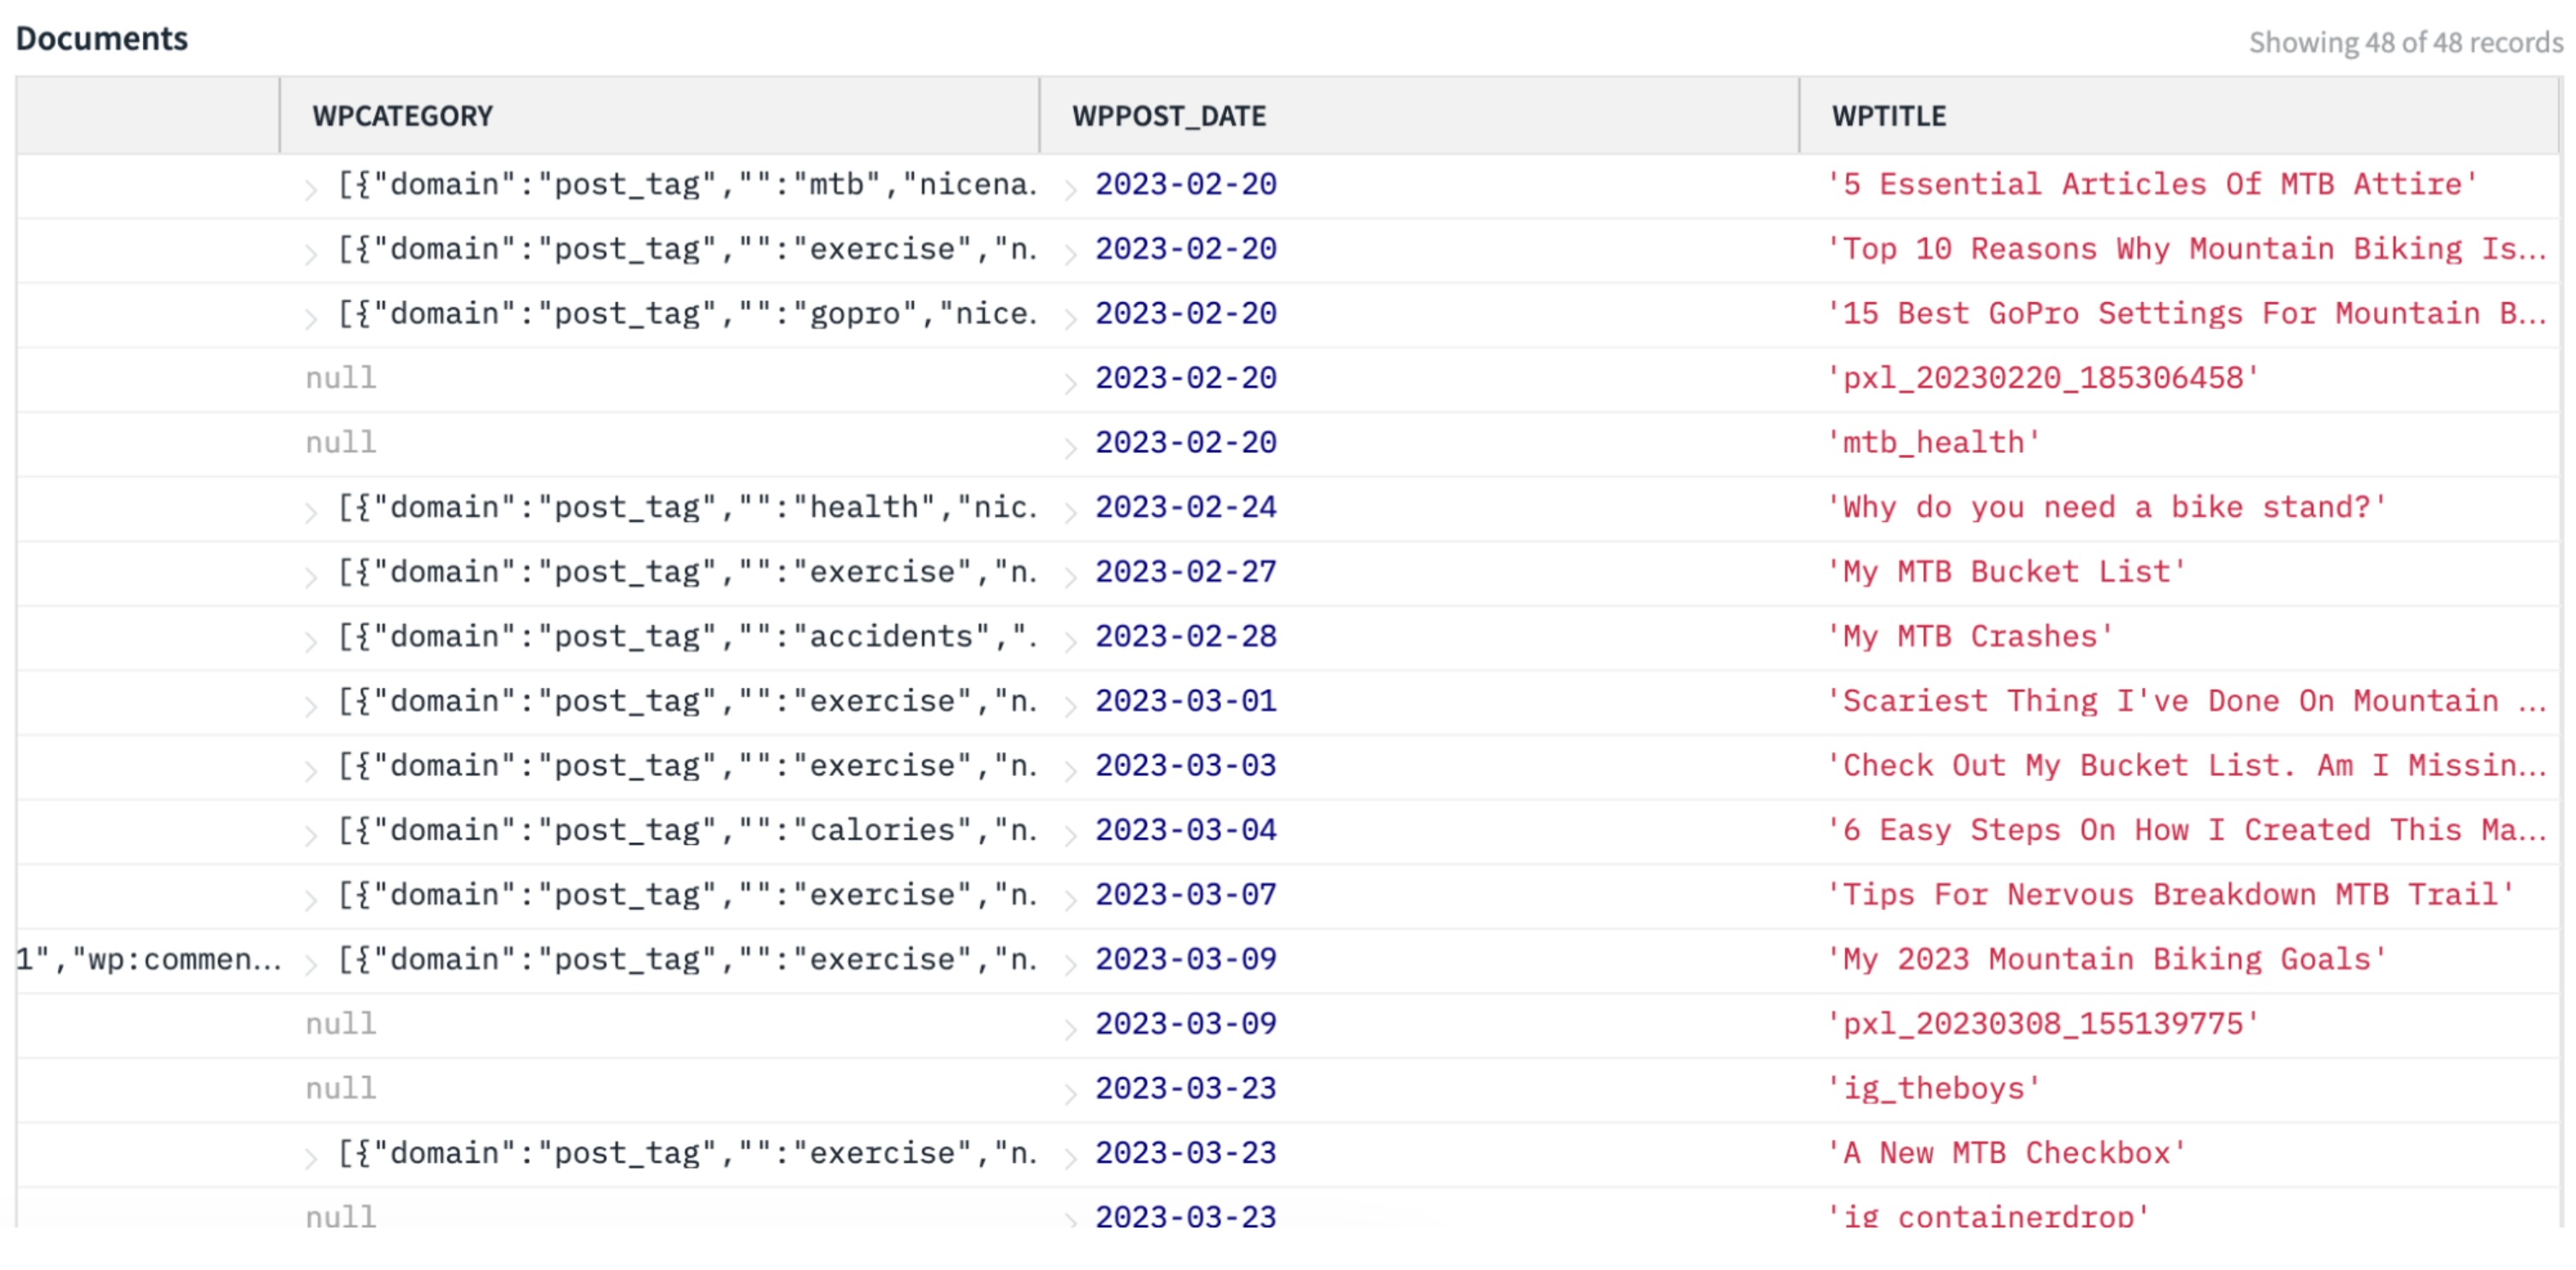 Documents Showing 48 of 48 records
WPCATEGORY WPPOST_DATE WPTITLE
[{"domain":"post_tag","":"mtb","nicena. 2023-02-20 '5 Essential Articles Of MTB Attire'
[{"domain":"post_tag","":"exercise","n. 2023-02-20 'Top 10 Reasons Why Mountain Biking Is...
[{"domain":"post_tag","":"gopro","nice. 2023-02-20 '15 Best GoPro Settings For Mountain B...
null 2023-02-20 'pxl_20230220_185306458'
null 2023-02-20 'mtb_health'
[{"domain":"post_tag","":"health","nic. 2023-02-24 'Why do you need a bike stand?'
[{"domain":"post_tag","":"exercise","n. 2023-02-27 'My MTB Bucket List'
[{"domain":"post_tag","":"accidents",". 2023-02-28 'My MTB Crashes'
[{"domain":"post_tag","":"exercise","n. 2023-03-01 'Scariest Thing I've Done On Mountain ...
[{"domain":"post_tag","":"exercise","n. 2023-03-03 'Check Out My Bucket List. Am I Missin...
[{"domain":"post_tag","":"calories","n. 2023-03-04 '6 Easy Steps On How I Created This Ma...
[{"domain":"post_tag","":"exercise","n. 2023-03-07 'Tips For Nervous Breakdown MTB Trail'
1","wp:commen... [{"domain":"post_tag","":"exercise","n. 2023-03-09 'My 2023 Mountain Biking Goals'
null 2023-03-09 'pxl_20230308_155139775'
null 2023-03-23 'ig_theboys'
[{"domain":"post_tag","":"exercise","n. 2023-03-23 'A New MTB Checkbox'
null 2023-03-23 'ig_containerdrop'